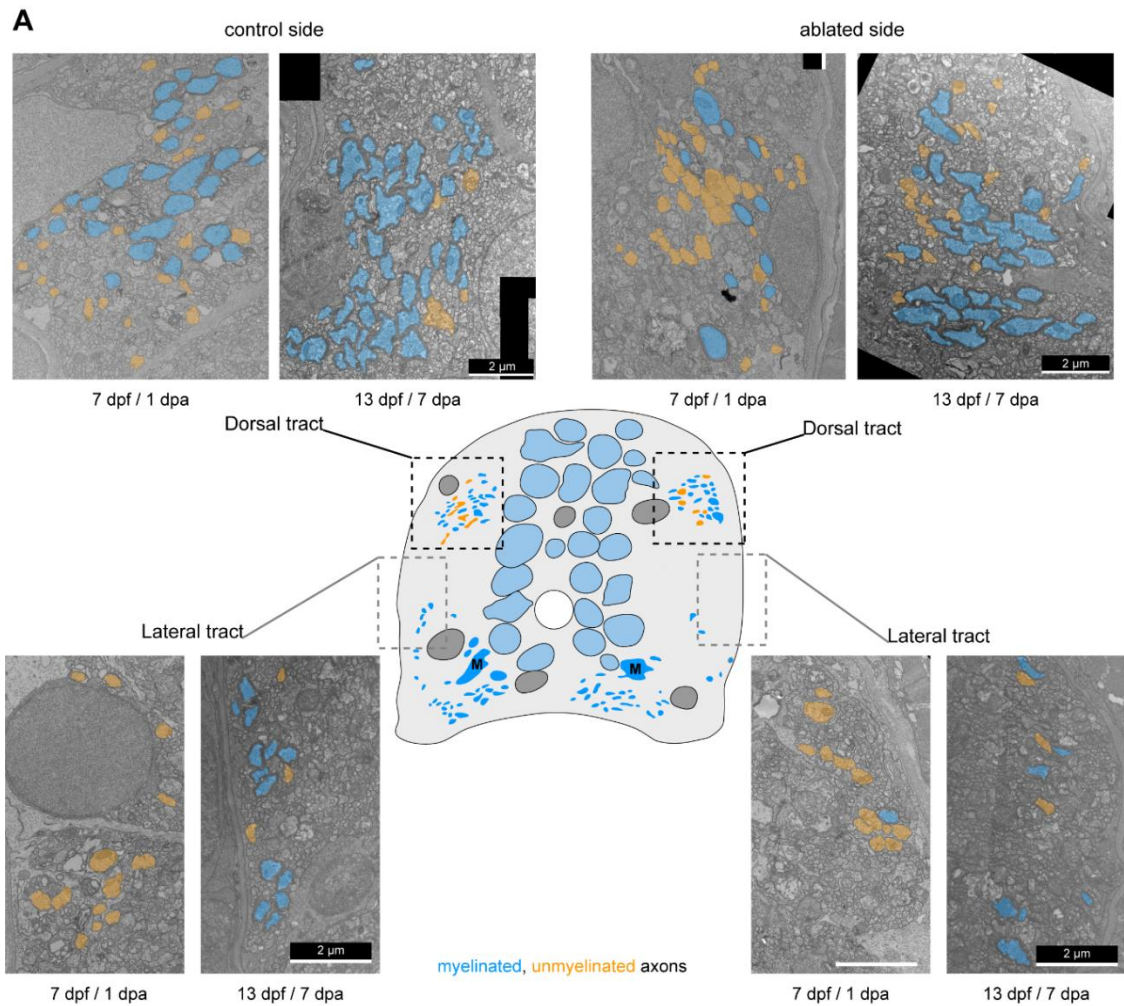 A
control side
ablated side
2 µm
2 µm
7 dpf / 1 dpa
13 dpf / 7 dpa
7 dpf / 1 dpa
13 dpf / 7 dpa
Dorsal tract
Dorsal tract
Lateral tract
Lateral tract
M
M
2 µm
2 µm
myelinated, unmyelinated axons
7 dpf / 1 dpa
13 dpf / 7 dpa
7 dpf / 1 dpa
13 dpf / 7 dpa